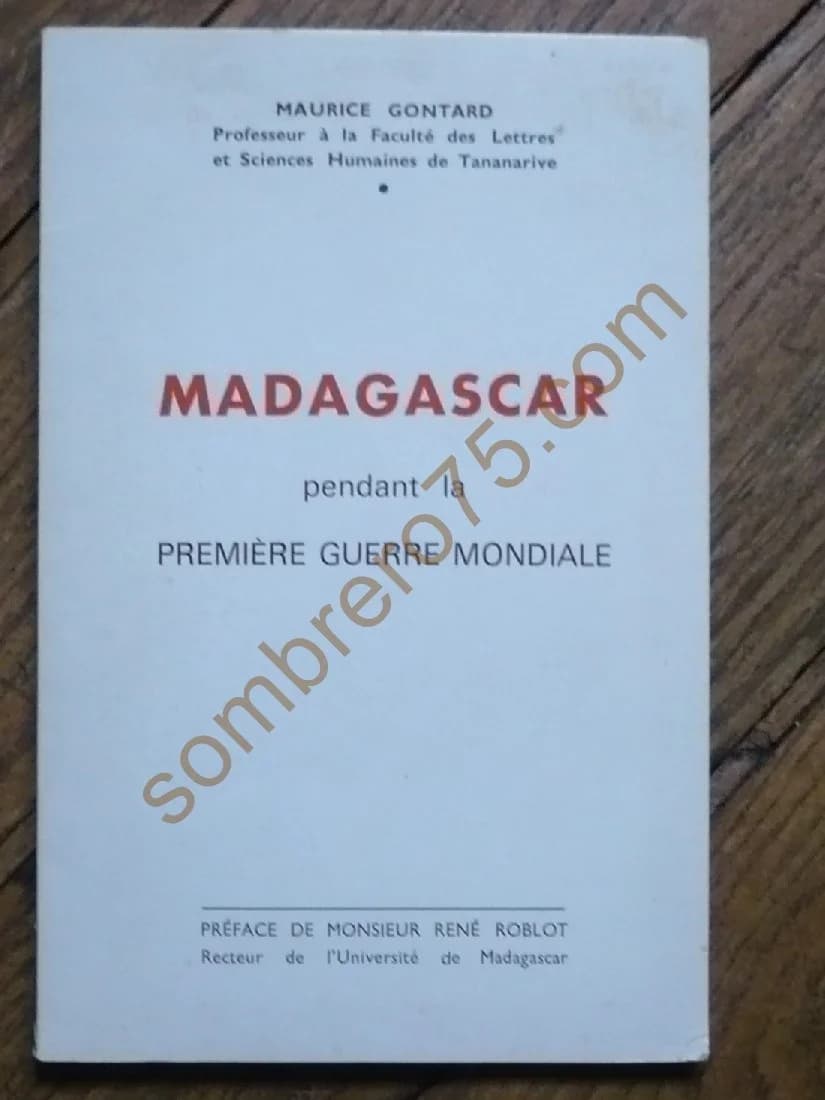 MAURICE GONTARD
Professeur à la Faculté des Lettres
et Sciences Humaines de Tananarive
MADAGASCAR
pendant la
PREMIÈRE GUERRE MONDIALE
sombrero75.com
PRÉFACE DE MONSIEUR RENÉ ROBLOT
Recteur de l'Université de Madagascar